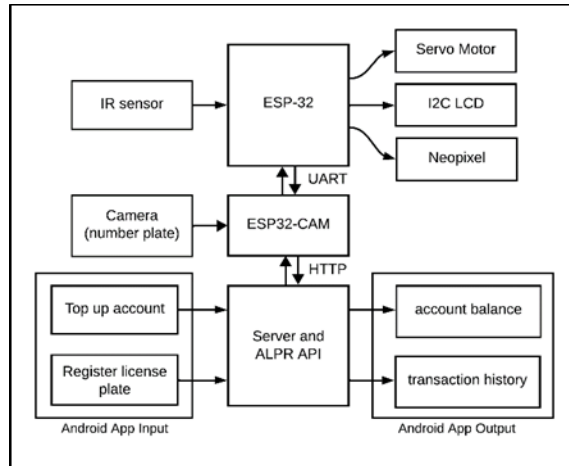 Servo Motor
IR sensor
ESP-32
I2C LCD
Neopixel
UART
Camera
(number plate)
ESP32-CAM
HTTP
Top up account
Server and
ALPR API
account balance
Register license
plate
transaction history
Android App Input
Android App Output